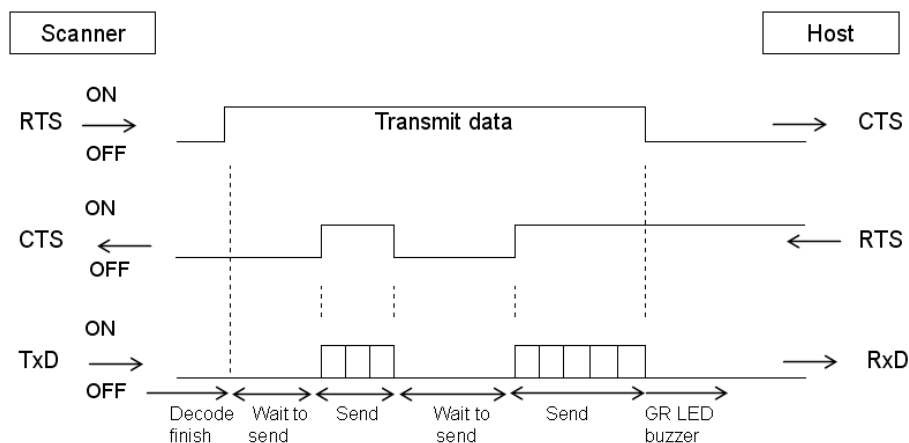 Scanner
Host
ON
RTS
Transmit data
CTS
OFF
ON
CTS
RTS
OFF
ON
TxD
RxD
OFF
Decode finish
Wait to send
Send
Wait to send
Send
GR LED buzzer